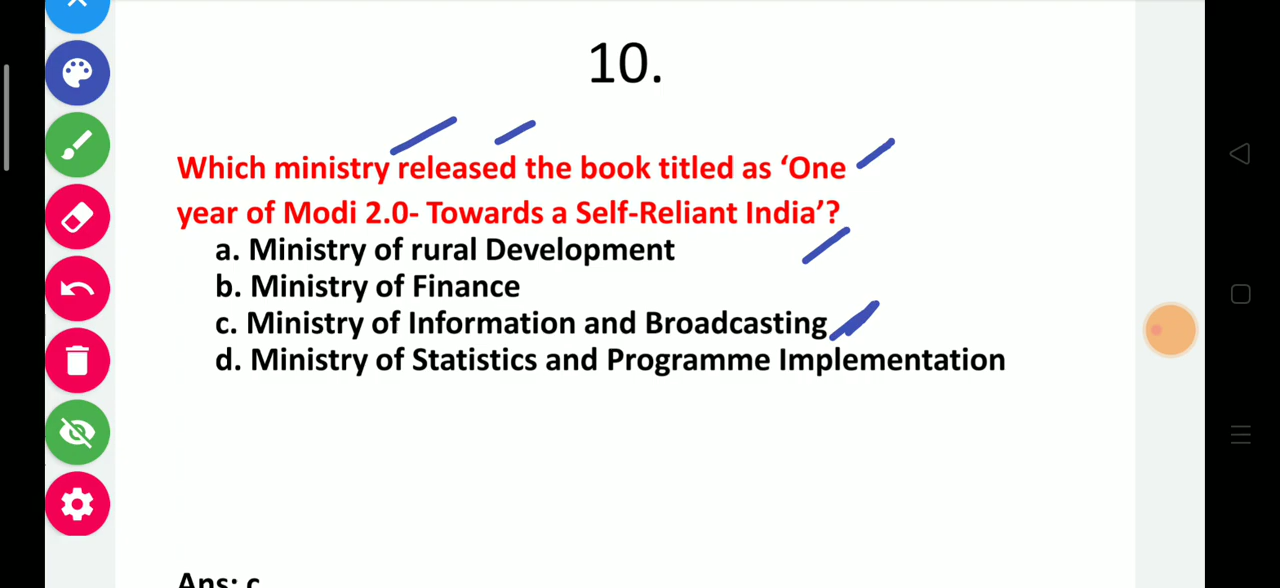 10.
Which ministry released the book titled as ‘One
year of Modi 2.0- Towards a Self-Reliant India’?
a. Ministry of rural Development
b. Ministry of Finance
c. Ministry of Information and Broadcasting
d. Ministry of Statistics and Programme Implementation
Ans: c